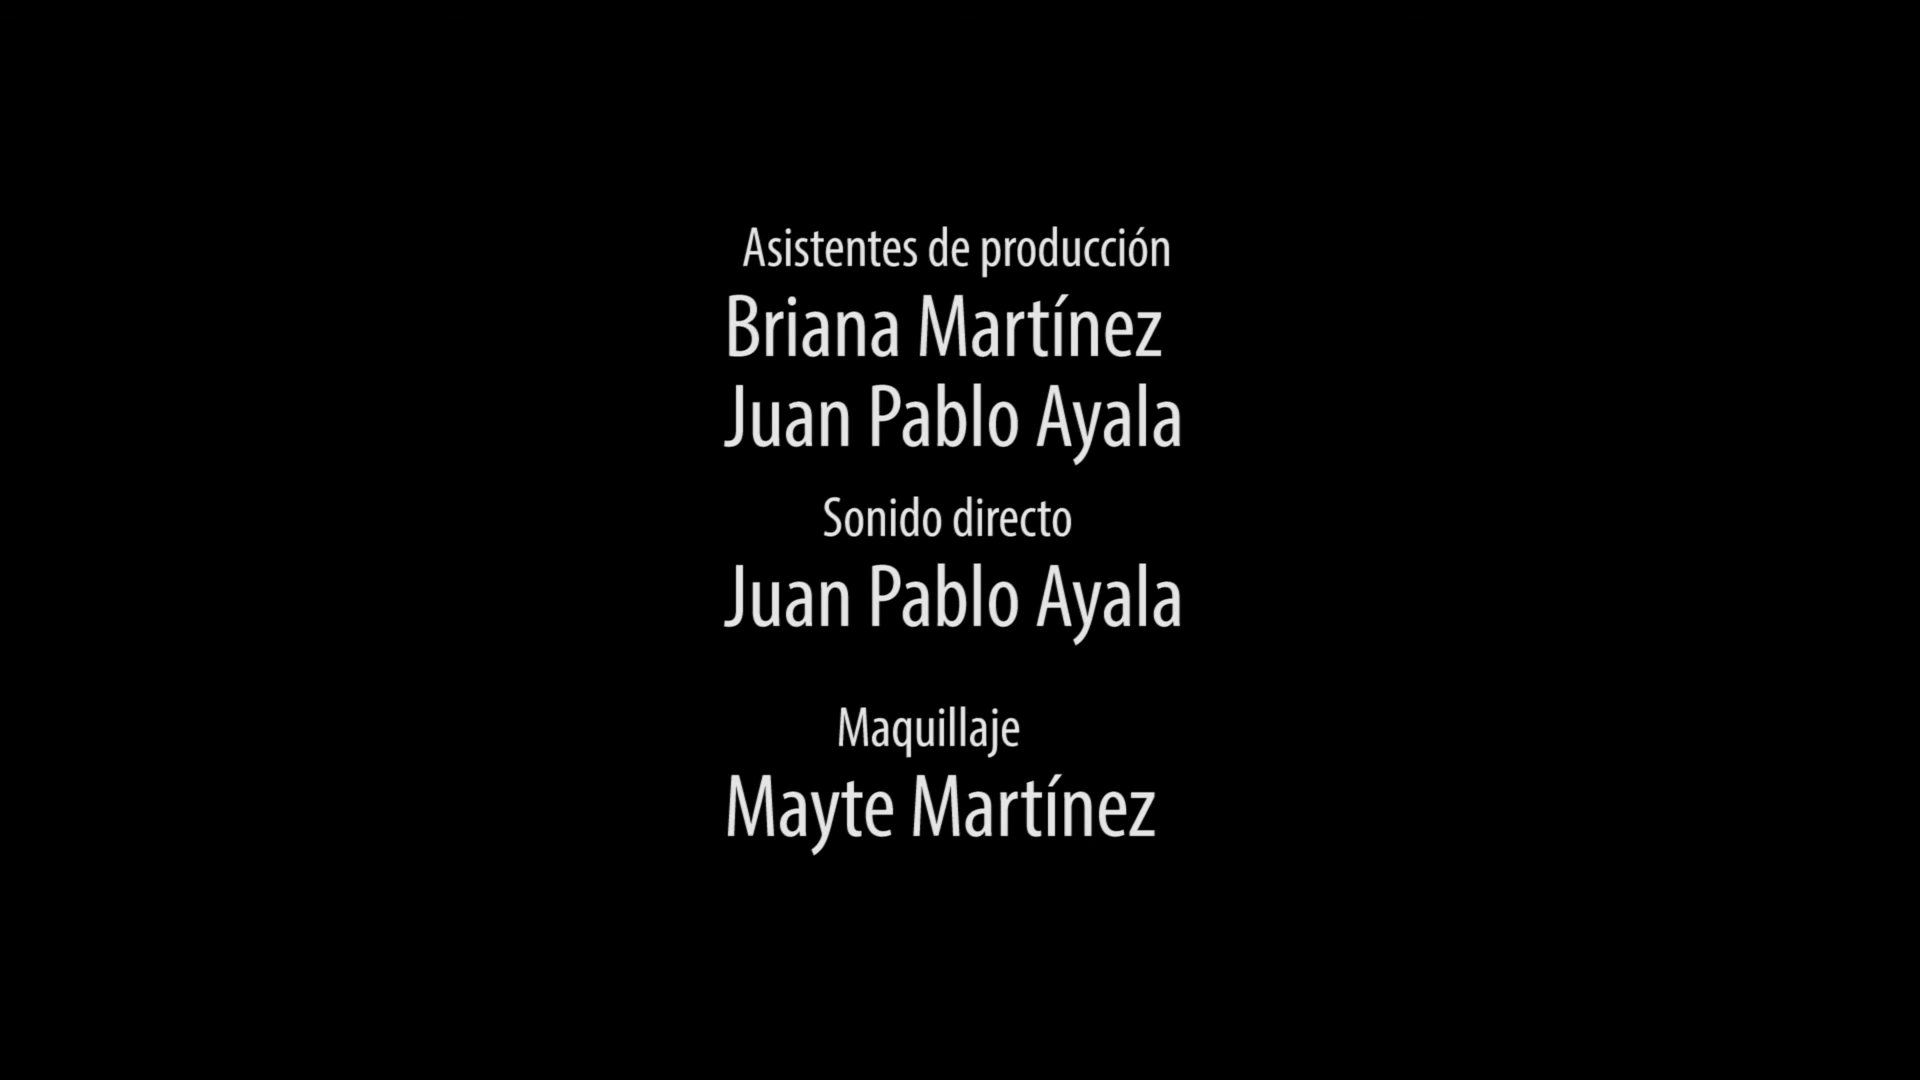 Asistentes de producción
Briana Martínez
Juan Pablo Ayala
Sonido directo
Juan Pablo Ayala
Maquillaje
Mayte Martínez